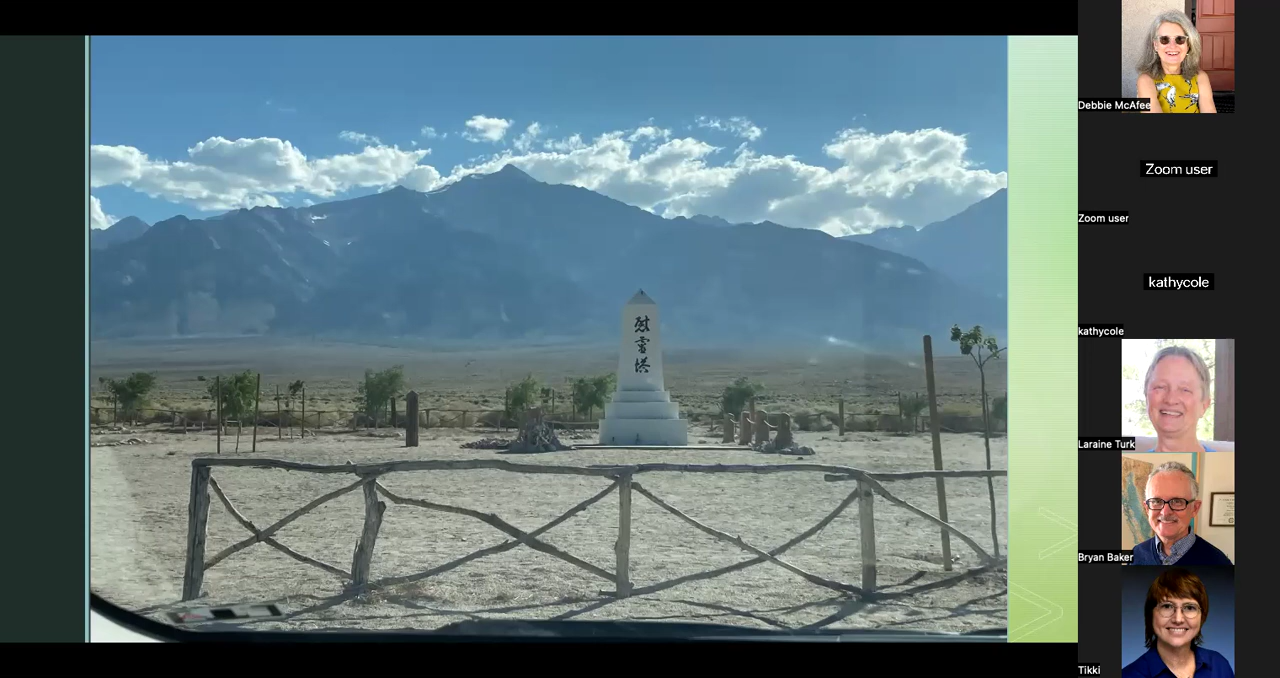 慰
霊
塔
Debbie McAfee
Zoom user
Zoom user
kathycole
kathycole
Laraine Turk
Bryan Baker
Tikki